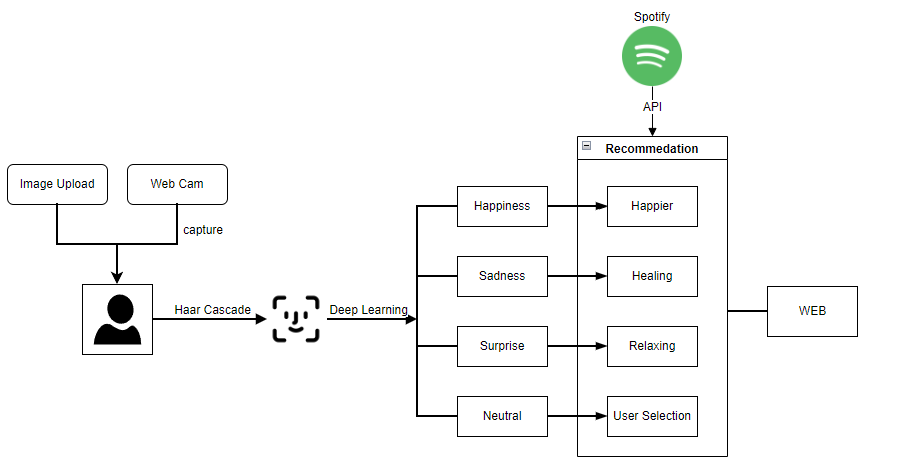 Spotify
API
Recommedation
Image Upload
Web Cam
capture
Haar Cascade
Deep Learning
Happiness
Happier
Sadness
Healing
Surprise
Relaxing
Neutral
User Selection
WEB